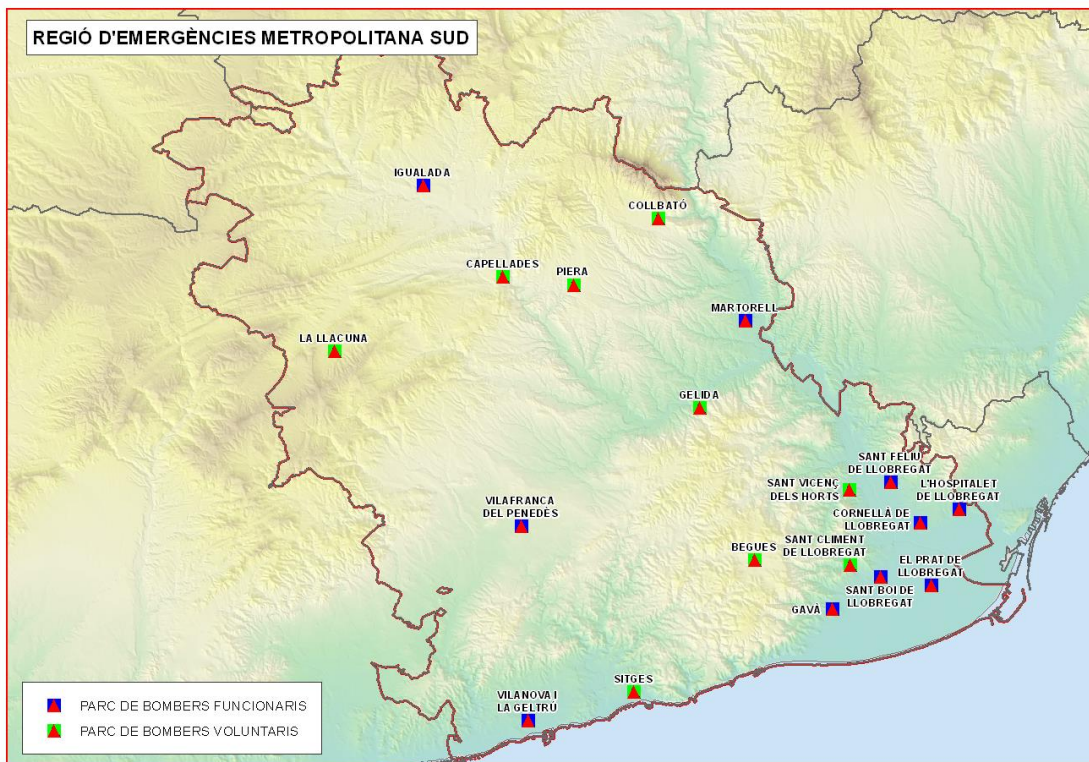 REGIÓ D'EMERGÈNCIES METROPOLITANA SUD
IGUALADA
COLLBATÓ
CAPELLADES
PIERA
MARTORELL
LA LLACUNA
GELIDA
SANT FELIU
DE LLOBREGAT
SANT VICENÇ
DELS HORTS
L'HOSPITALET
DE LLOBREGAT
VILAFRANCA
DEL PENEDÈS
CORNELLÀ DE
LLOBREGAT
SANT CLIMENT
DE LLOBREGAT
BEGUES
EL PRAT DE
LLOBREGAT
SANT BOI DE
LLOBREGAT
GAVÀ
SITGES
VILANOVA I
LA GELTRÚ
PARC DE BOMBERS FUNCIONARIS
PARC DE BOMBERS VOLUNTARIS